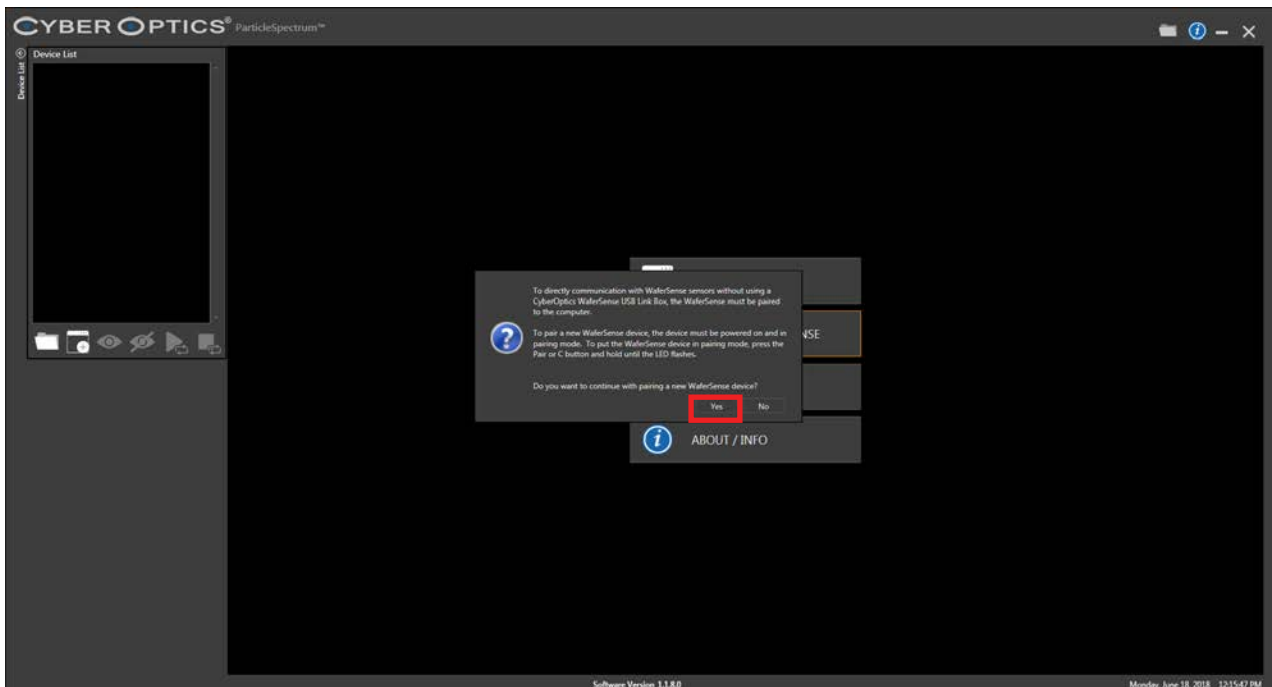 CYBEROPTICS® ParticleSpectrum™
Device List
Device List
To directly communication with WaferSense sensors without using a
CyberOptics WaferSense USB Link Box, the WaferSense must be paired
to the computer.
To pair a new WaferSense device, the device must be powered on and in
pairing mode. To put the WaferSense device in pairing mode, press the
Pair or C button and hold until the LED flashes.
NSE
Do you want to continue with pairing a new WaferSense device?
Yes No
ABOUT / INFO
Software Version 1.1.8.0
Monday, June 18, 2018 12:15:47 PM